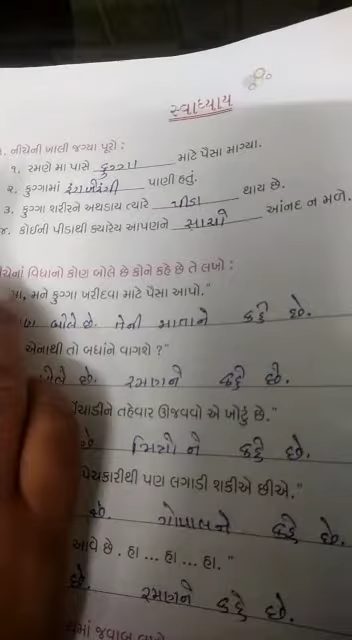 સ્વાધ્યાય
નીચેની ખાલી જગ્યા પૂરો :
૧. રમણે મા પાસે ફુગ્ગા માટે પૈસા માગ્યા.
૨. ફુગ્ગામાં રંગબેરંગી પાણી હતું.
૩. ફુગ્ગા શરીરને અથડાય ત્યારે પીડા થાય છે.
૪. કોઈની પીડાથી ક્યારેય આપણને સાચો આનંદ ન મળે.
વિધાનો કોણ બોલે છે કોને કહે છે તે લખો :
મને ફુગ્ગા ખરીદવા માટે પૈસા આપો."
બોલે છે. તેની માતાને કહે છે.
એનાથી તો બધાંને વાગશે ?"
છે. રમણને કહે છે.
તહેવાર ઊજવવો એ ખોટું છે."
છે મિત્રો ને કહે છે.
પણ લગાડી શકીએ છીએ."
છે. ગોપાલને કહે છે.
આવે છે . હા ... હા ... હા. "
છે. રમણને કહે છે.
જવાબ